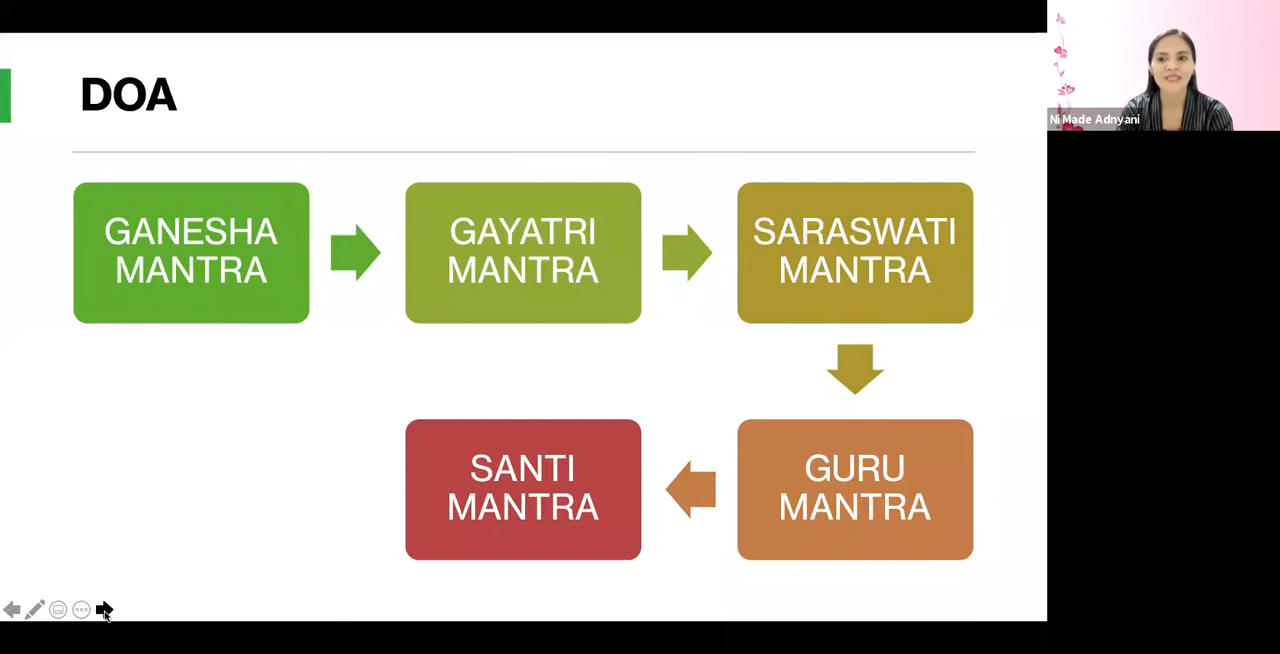 DOA
GANESHA
MANTRA
GAYATRI
MANTRA
SARASWATI
MANTRA
GURU
MANTRA
SANTI
MANTRA
Ni Made Adnyani